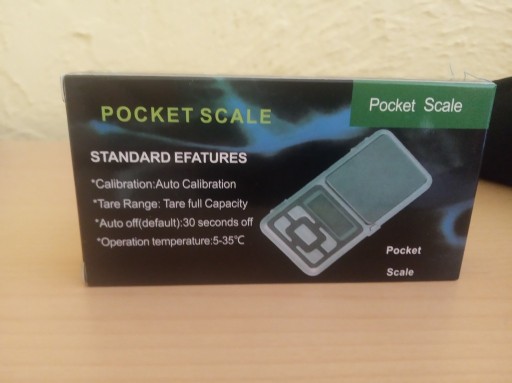 POCKET SCALE
Pocket Scale
STANDARD EFATURES
*Calibration:Auto Calibration
*Tare Range: Tare full Capacity
*Auto off(default):30 seconds off
*Operation temperature:5-35℃
Pocket
Scale